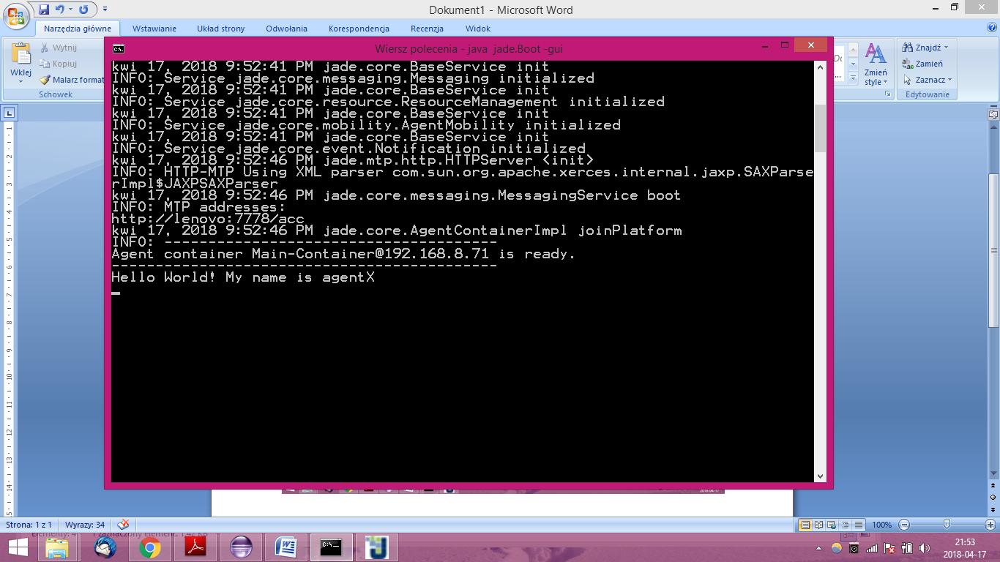 Dokument1 - Microsoft Word
Narzędzia główne Wstawianie Układ strony Odwołania Korespondencja Recenzja Widok
Wklej
Wytnij
Kopiuj
Malarz format
Schowek
Zmień style
Znajdź
Zamień
Zaznacz
Edytowanie
Wiersz polecenia - java jade.Boot -gui
kwi 17, 2018 9:52:41 PM jade.core.BaseService init
INFO: Service jade.core.messaging.Messaging initialized
kwi 17, 2018 9:52:41 PM jade.core.BaseService init
INFO: Service jade.core.resource.ResourceManagement initialized
kwi 17, 2018 9:52:41 PM jade.core.BaseService init
INFO: Service jade.core.mobility.AgentMobility initialized
kwi 17, 2018 9:52:41 PM jade.core.BaseService init
INFO: Service jade.core.event.Notification initialized
kwi 17, 2018 9:52:46 PM jade.mtp.http.HTTPServer <init>
INFO: HTTP-MTP Using XML parser com.sun.org.apache.xerces.internal.jaxp.SAXParse
rImpl$JAXPSAXParser
kwi 17, 2018 9:52:46 PM jade.core.messaging.MessagingService boot
INFO: MTP addresses:
http://lenovo:7778/acc
kwi 17, 2018 9:52:46 PM jade.core.AgentContainerImpl joinPlatform
INFO: --------------------------------------
Agent container Main-Container@192.168.8.71 is ready.
--------------------------------------------
Hello World! My name is agentX
Strona: 1 z 1 Wyrazy: 34
100%
21:53
2018-04-17